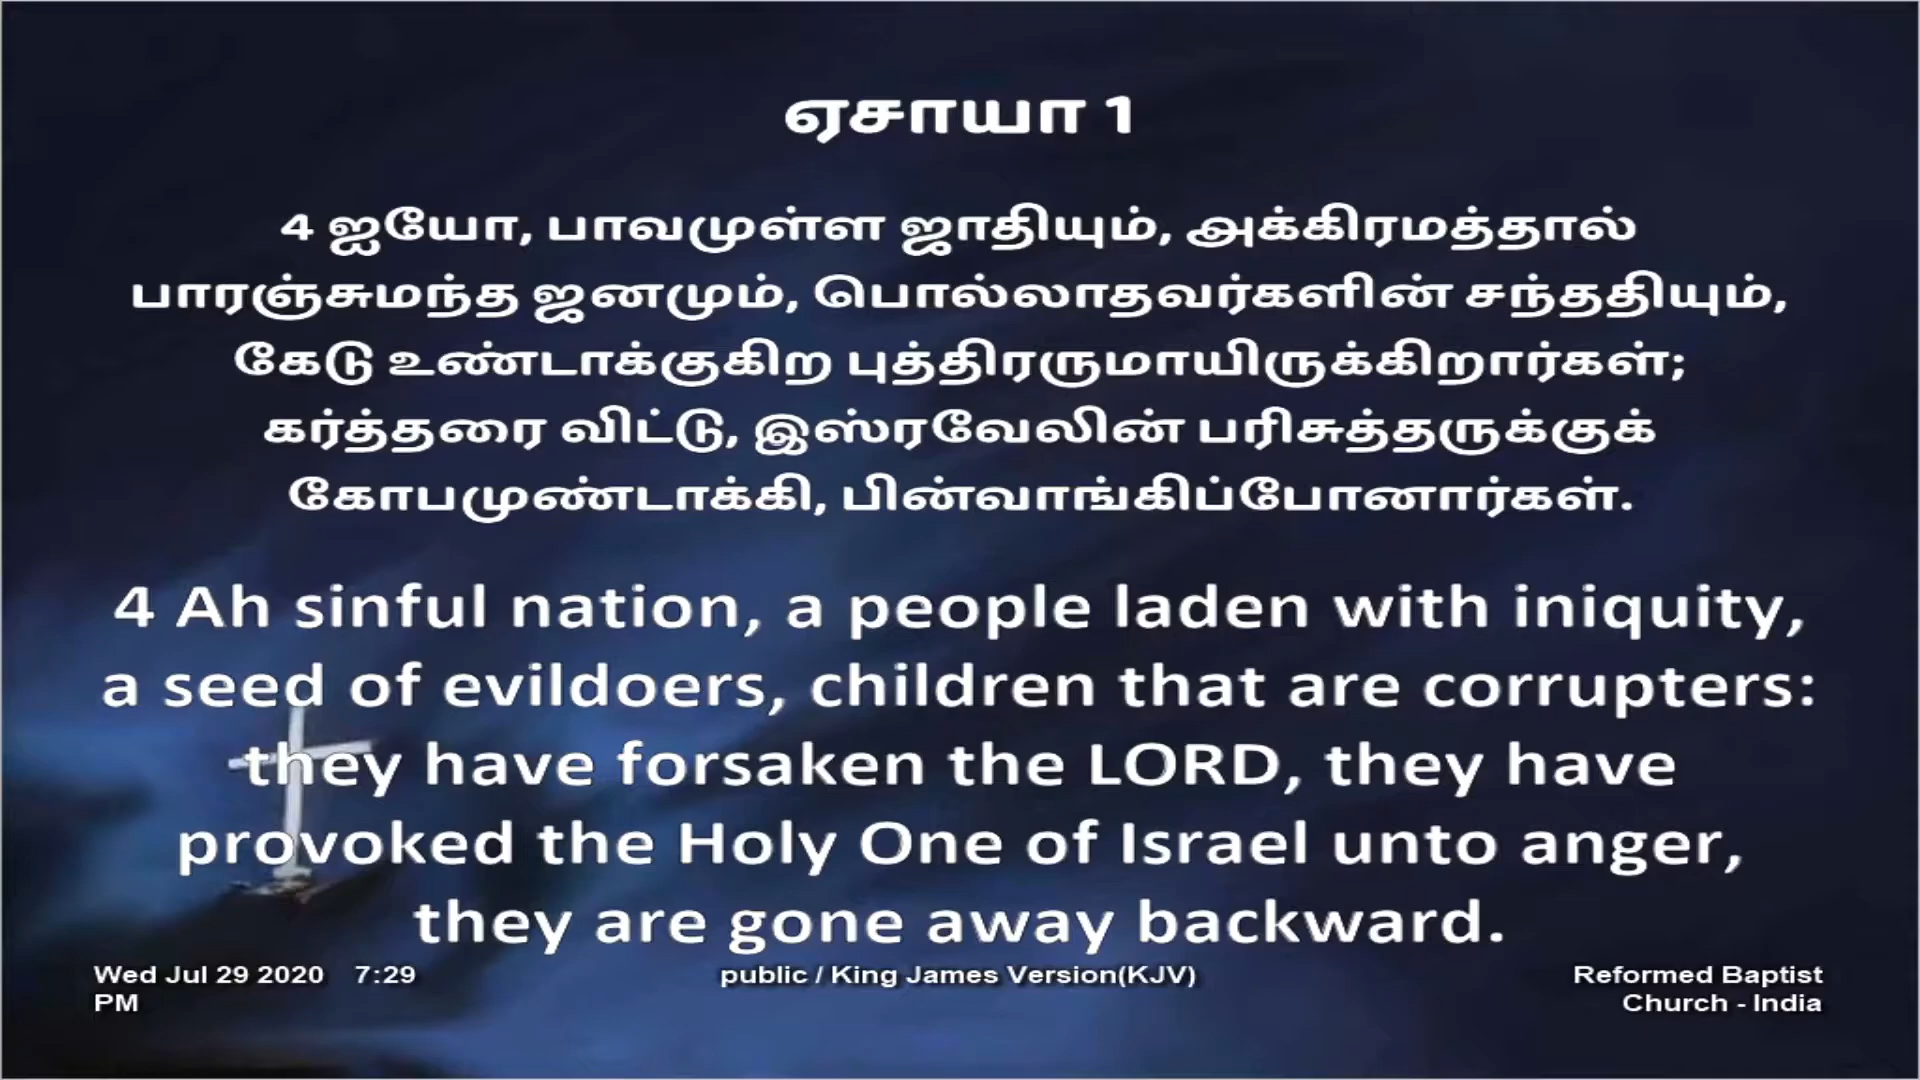 ஏசாயா 1
4 ஐயோ, பாவமுள்ள ஜாதியும், அக்கிரமத்தால்
பாரஞ்சுமந்த ஜனமும், பொல்லாதவர்களின் சந்ததியும்,
கேடு உண்டாக்குகிற புத்திரருமாயிருக்கிறார்கள்;
கர்த்தரை விட்டு, இஸ்ரவேலின் பரிசுத்தருக்குக்
கோபமுண்டாக்கி, பின்வாங்கிப்போனார்கள்.
4 Ah sinful nation, a people laden with iniquity,
a seed of evildoers, children that are corrupters:
they have forsaken the LORD, they have
provoked the Holy One of Israel unto anger,
they are gone away backward.
Wed Jul 29 2020 7:29
PM
public / King James Version(KJV)
Reformed Baptist
Church - India